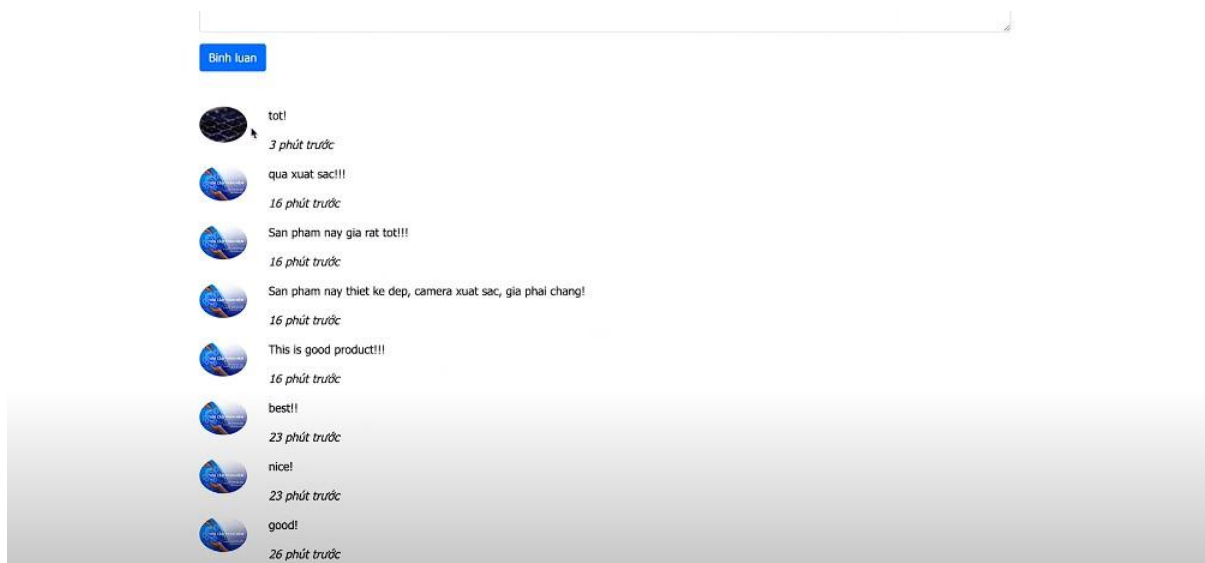 Binh luan
tot!
3 phút trước
qua xuat sac!!!
16 phút trước
San pham nay gia rat tot!!!
16 phút trước
San pham nay thiet ke dep, camera xuat sac, gia phai chang!
16 phút trước
This is good product!!!
16 phút trước
best!!
23 phút trước
nice!
23 phút trước
good!
26 phút trước